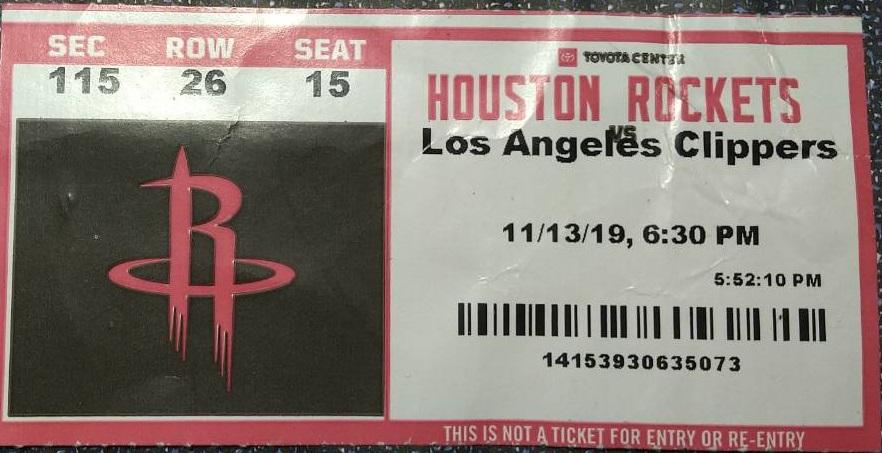 SEC ROW SEAT
115 26 15
TOYOTA CENTER
HOUSTON ROCKETS
VS
Los Angeles Clippers
11/13/19, 6:30 PM
5:52:10 PM
14153930635073
THIS IS NOT A TICKET FOR ENTRY OR RE-ENTRY